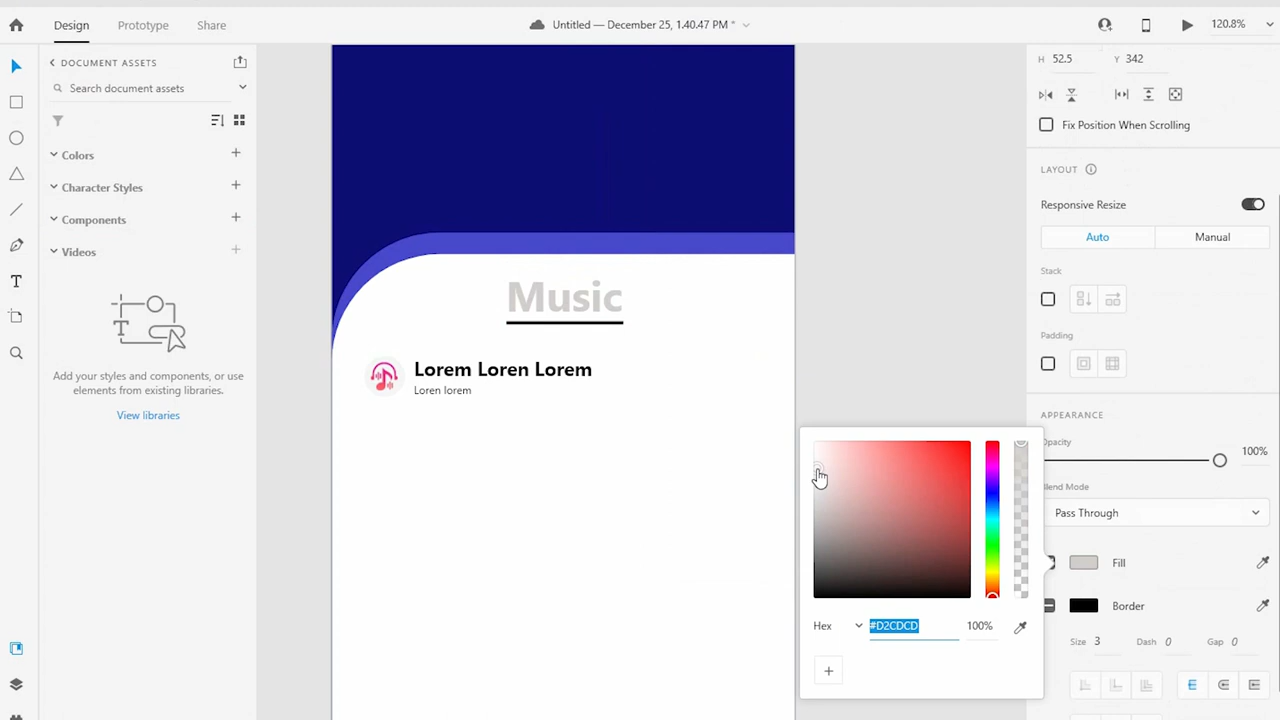 Design
Prototype
Share
Untitled — December 25, 1.40.47 PM *
120.8%
DOCUMENT ASSETS
Search document assets
Colors
Character Styles
Components
Videos
Add your styles and components, or use
elements from existing libraries.
View libraries
Music
Lorem Loren Lorem
Loren lorem
H 52.5 Y 342
Fix Position When Scrolling
LAYOUT
Responsive Resize
Auto
Manual
Stack
Padding
APPEARANCE
Opacity
100%
Blend Mode
Pass Through
Fill
Border
Size 3 Dash 0 Gap 0
Hex #D2CDCD 100%